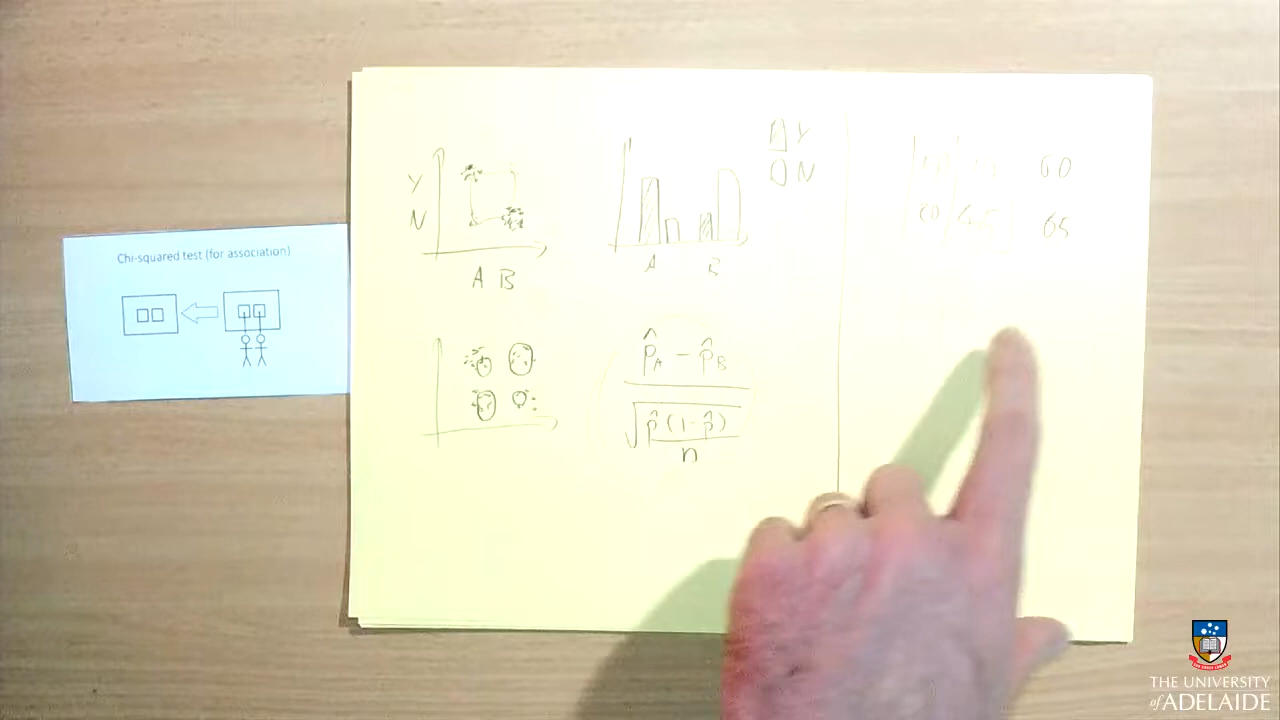 Chi-squared test (for association)
Y
N
A B
A B
Y
N
60
65
p̂A − p̂B
√p̂(1-p̂)
n
THE UNIVERSITY
of ADELAIDE